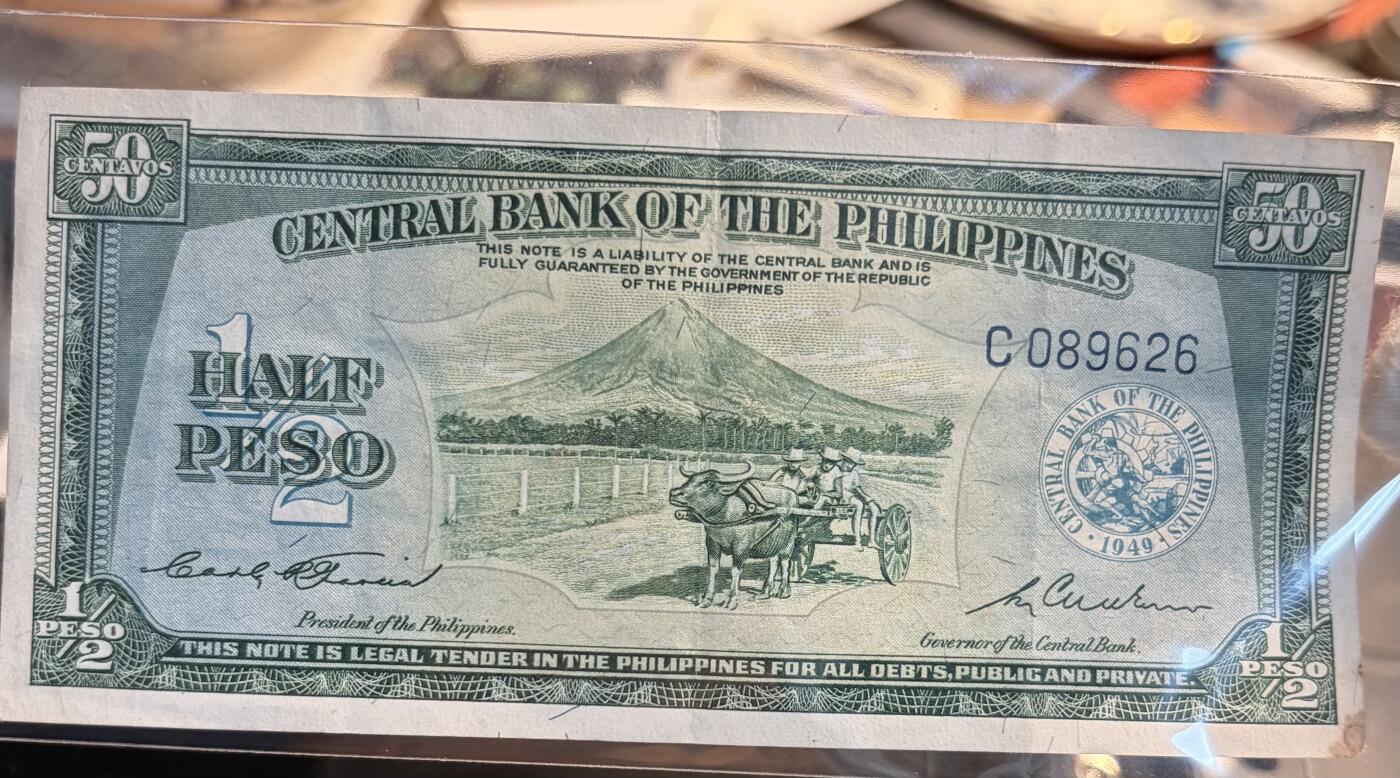 50
CENTAVOS
50
CENTAVOS
CENTRAL BANK OF THE PHILIPPINES
THIS NOTE IS A LIABILITY OF THE CENTRAL BANK AND IS
FULLY GUARANTEED BY THE GOVERNMENT OF THE REPUBLIC
OF THE PHILIPPINES
C 089626
1/2
HALF
PESO
CENTRAL BANK OF THE PHILIPPINES
· 1949 ·
President of the Philippines.
Governor of the Central Bank.
1/2
PESO
THIS NOTE IS LEGAL TENDER IN THE PHILIPPINES FOR ALL DEBTS, PUBLIC AND PRIVATE.
1/2
PESO